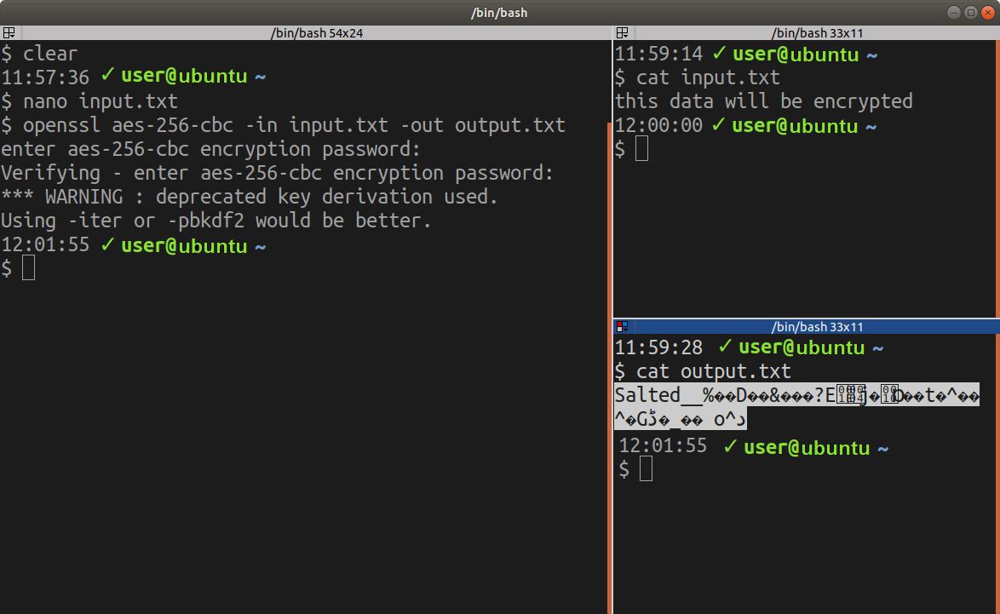 /bin/bash
/bin/bash 54x24
$ clear
11:57:36 ✓ user@ubuntu ~
$ nano input.txt
$ openssl aes-256-cbc -in input.txt -out output.txt
enter aes-256-cbc encryption password:
Verifying - enter aes-256-cbc encryption password:
*** WARNING : deprecated key derivation used.
Using -iter or -pbkdf2 would be better.
12:01:55 ✓ user@ubuntu ~
$
/bin/bash 33x11
11:59:14 ✓ user@ubuntu ~
$ cat input.txt
this data will be encrypted
12:00:00 ✓ user@ubuntu ~
$
/bin/bash 33x11
11:59:28 ✓ user@ubuntu ~
$ cat output.txt
Salted__%��D��&���?E
^�Gڈ�_�� o^د
12:01:55 ✓ user@ubuntu ~
$